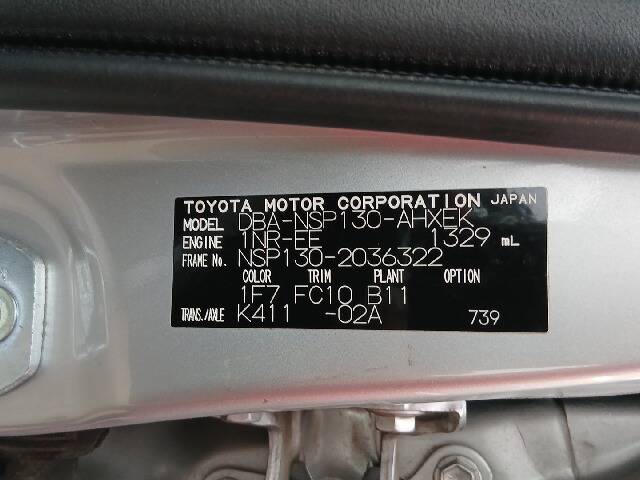 TOYOTA MOTOR CORPORATION JAPAN
MODEL DBA-NSP130-AHXEK
ENGINE 1NR-FE 1329 mL
FRAME No. NSP130-2036322
COLOR TRIM PLANT OPTION
1F7 FC10 B11
TRANS./AXLE K411 -02A 739